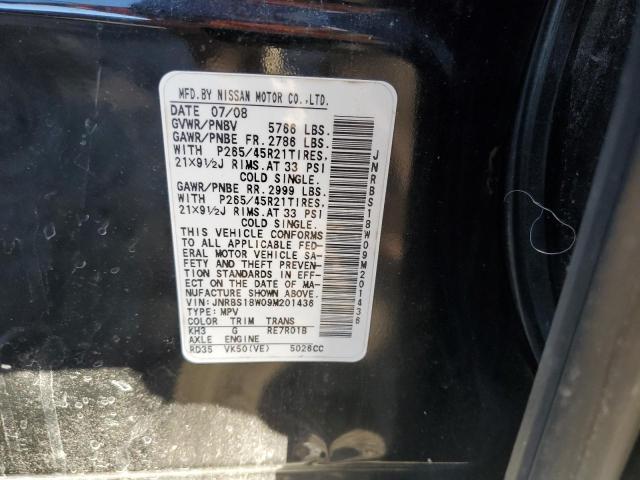 MFD.BY NISSAN MOTOR CO.,LTD.
DATE 07/08
GVWR/PNBV 5766 LBS.
GAWR/PNBE FR. 2786 LBS.
WITH P265/45R21TIRES,
21X9½J RIMS.AT 33 PSI
COLD SINGLE.
GAWR/PNBE RR. 2999 LBS.
WITH P265/45R21TIRES,
21X9½J RIMS.AT 33 PSI
COLD SINGLE.
THIS VEHICLE CONFORMS
TO ALL APPLICABLE FED-
ERAL MOTOR VEHICLE SA-
FETY AND THEFT PREVEN-
TION STANDARDS IN EFF-
ECT ON THE DATE OF MA-
NUFACTURE SHOWN ABOVE.
VIN:JNRBS18W09M201436
TYPE:MPV
COLOR TRIM TRANS
KH3 G RE7R01B
AXLE ENGINE
RD35 VK50(VE) 5026CC
JNRBS18W09M201436